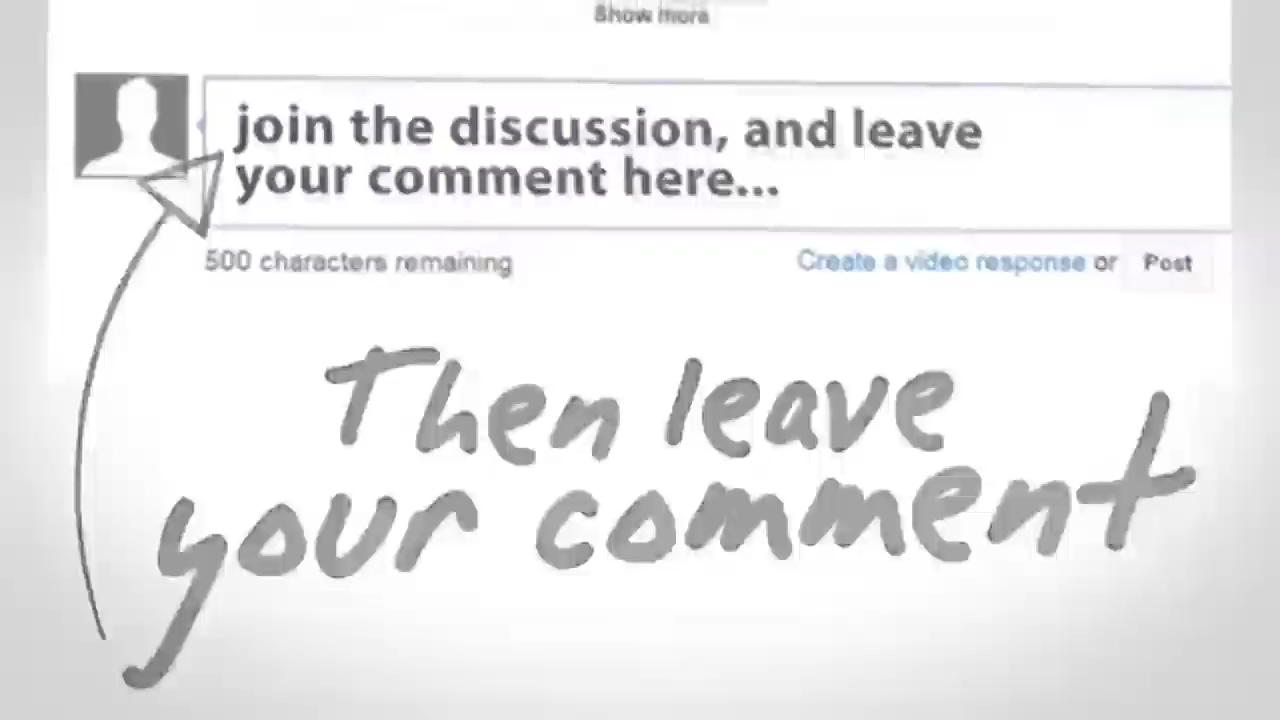 Show more
join the discussion, and leave
your comment here...
500 characters remaining
Create a video response or Post
Then leave
your comment